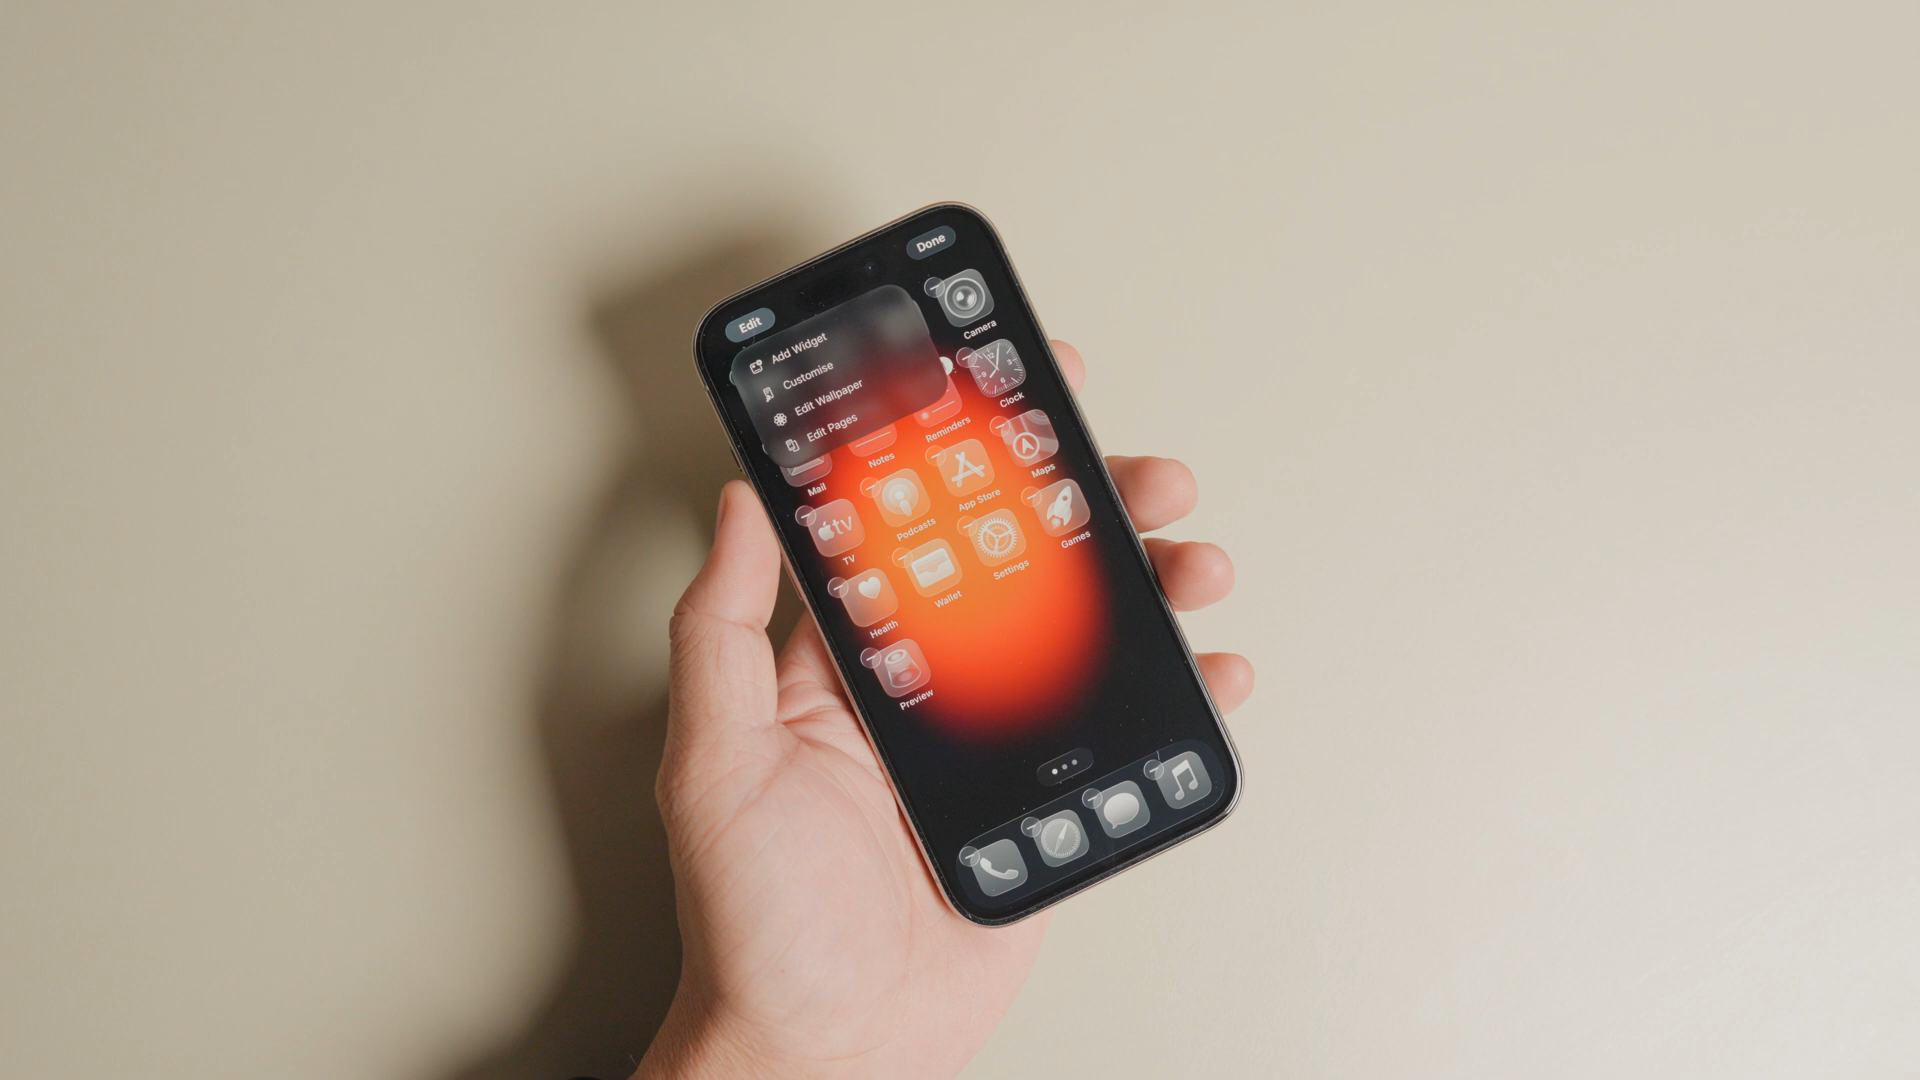 Edit
Done
Add Widget
Customise
Edit Wallpaper
Edit Pages
Camera
Clock
Mail
Notes
Reminders
Maps
tv
TV
Podcasts
App Store
Games
Health
Wallet
Settings
Preview